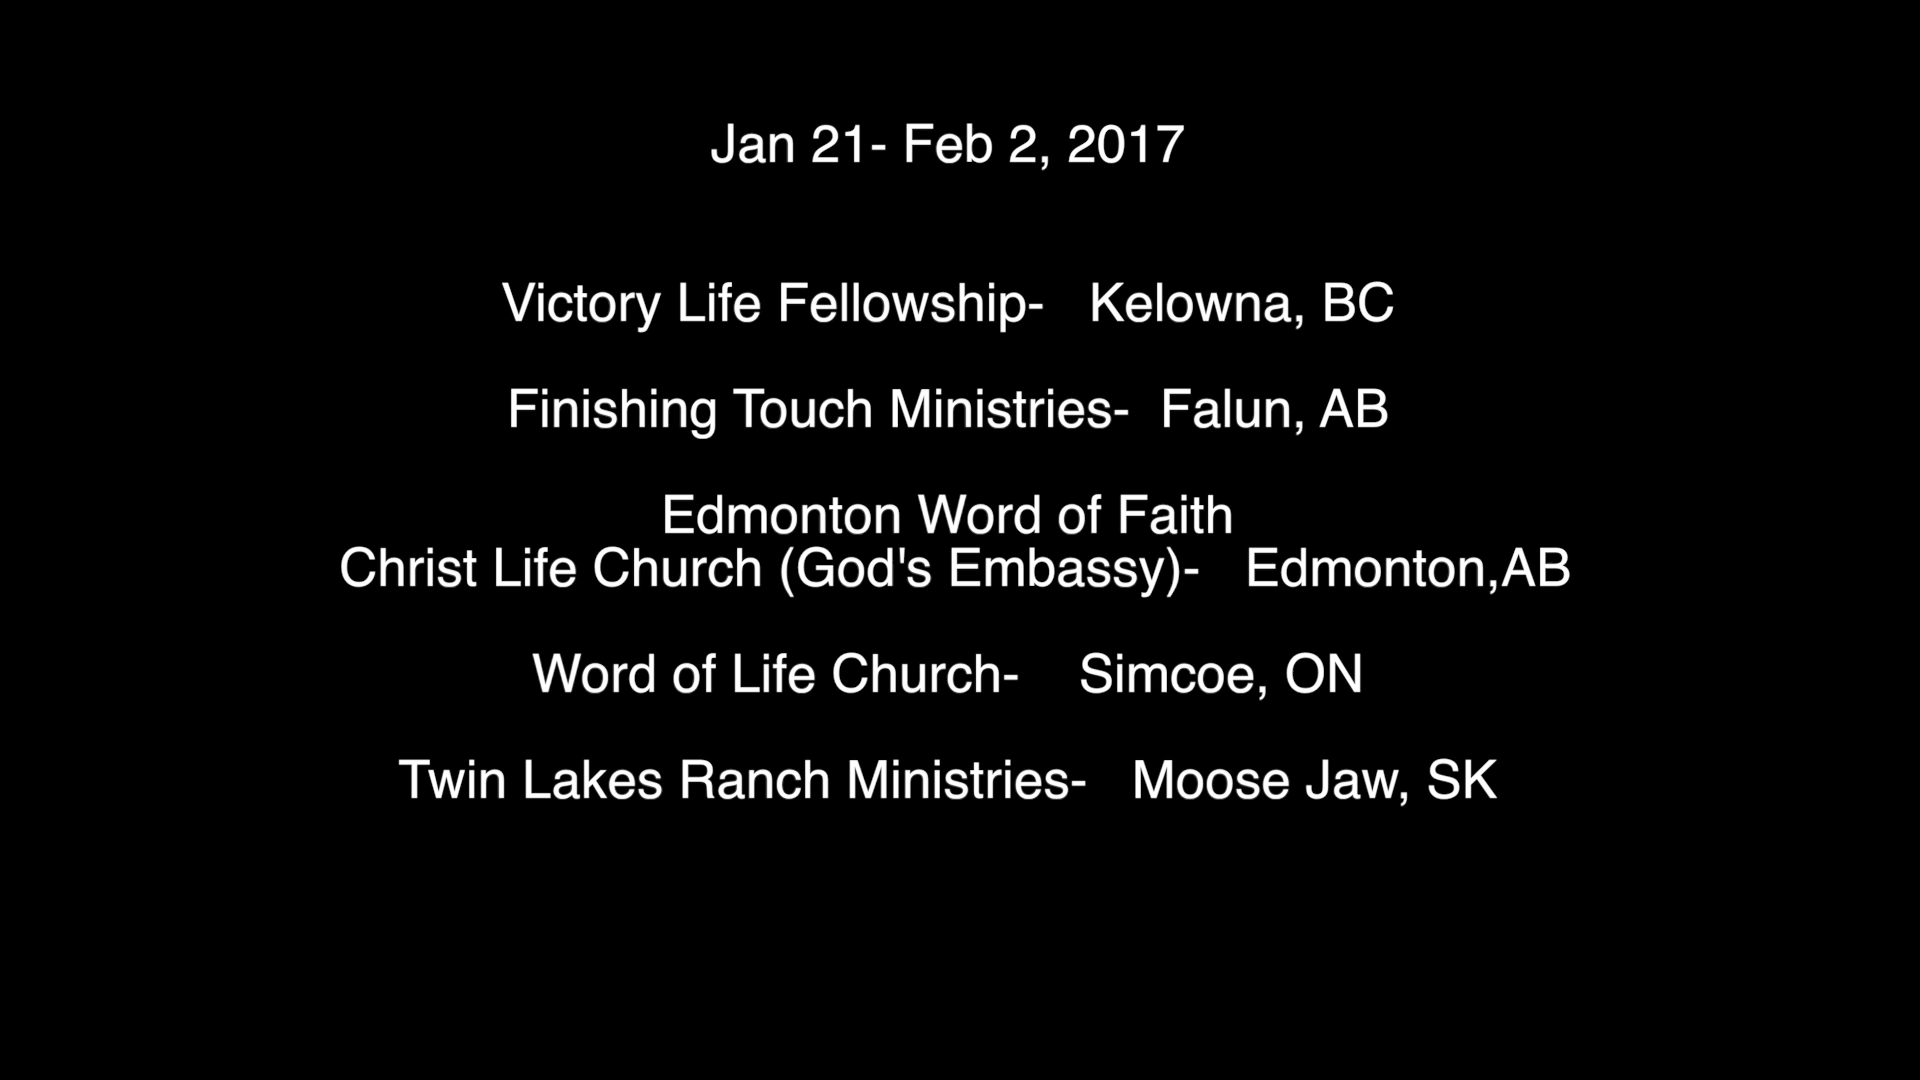 Jan 21- Feb 2, 2017
Victory Life Fellowship- Kelowna, BC
Finishing Touch Ministries- Falun, AB
Edmonton Word of Faith
Christ Life Church (God's Embassy)- Edmonton,AB
Word of Life Church- Simcoe, ON
Twin Lakes Ranch Ministries- Moose Jaw, SK